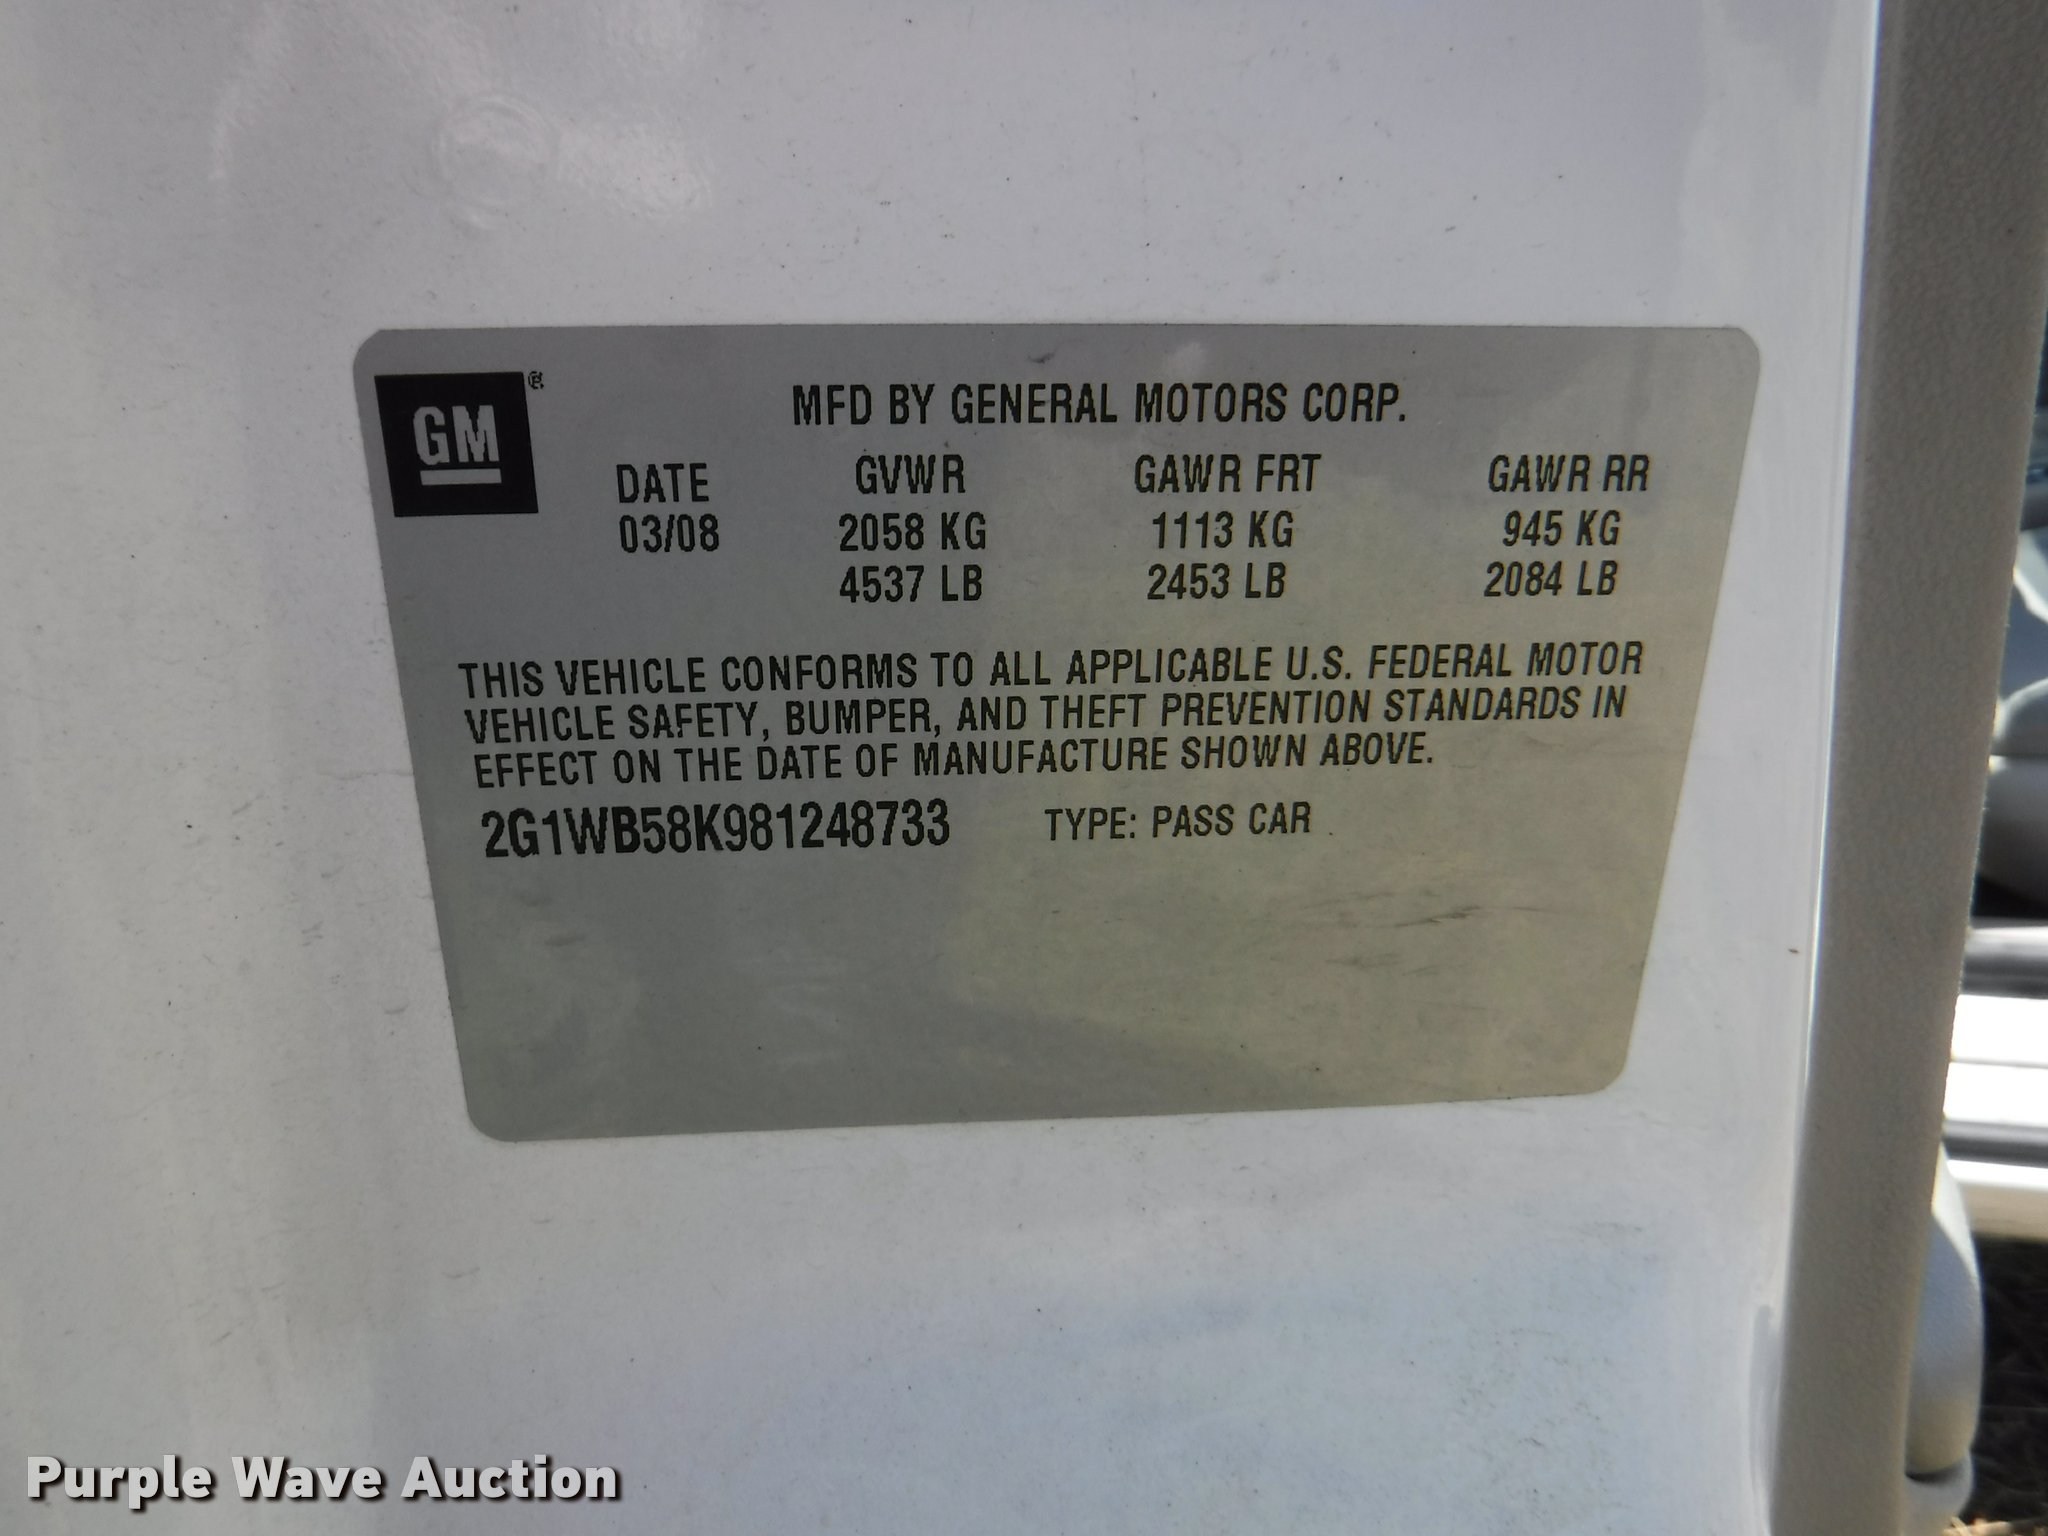 GM®
MFD BY GENERAL MOTORS CORP.
DATE GVWR GAWR FRT GAWR RR
03/08 2058 KG 1113 KG 945 KG
4537 LB 2453 LB 2084 LB
THIS VEHICLE CONFORMS TO ALL APPLICABLE U.S. FEDERAL MOTOR
VEHICLE SAFETY, BUMPER, AND THEFT PREVENTION STANDARDS IN
EFFECT ON THE DATE OF MANUFACTURE SHOWN ABOVE.
2G1WB58K981248733 TYPE: PASS CAR
Purple Wave Auction